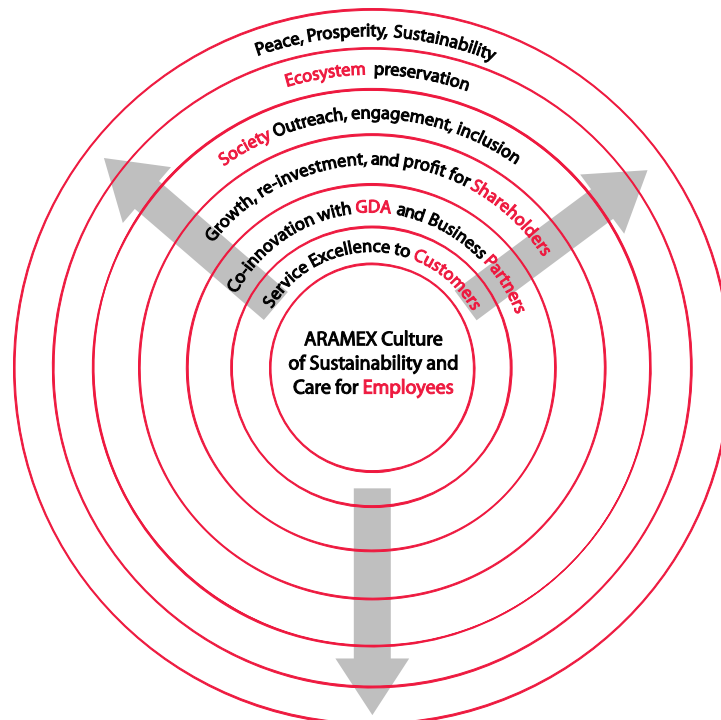 Peace, Prosperity, Sustainability
Ecosystem preservation
Society Outreach, engagement, inclusion
Growth, re-investment, and profit for Shareholders
Co-innovation with GDA and Business Partners
Service Excellence to Customers
ARAMEX Culture
of Sustainability and
Care for Employees